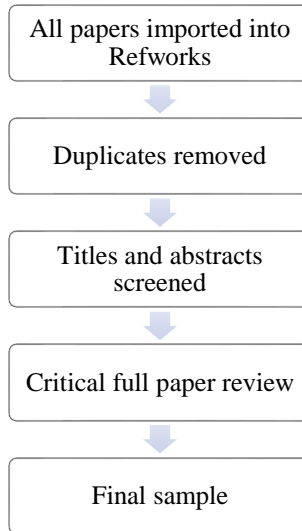 All papers imported into
Refworks
Duplicates removed
Titles and abstracts
screened
Critical full paper review
Final sample